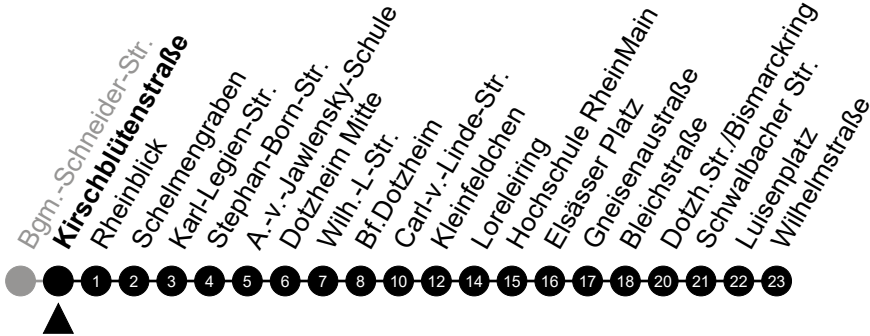 Bgm.-Schneider-Str.
Kirschblütenstraße
Rheinblick
Schelmengraben
Karl-Legien-Str.
Stephan-Born-Str.
A.-v.-Jawlensky-Schule
Dotzheim Mitte
Wilh.-L-Str.
Bf.Dotzheim
Carl-v.-Linde-Str.
Kleinfeldchen
Loreleiring
Hochschule RheinMain
Elsässer Platz
Gneisenaustraße
Bleichstraße
Dotzh.Str./Bismarckring
Schwalbacher Str.
Luisenplatz
Wilhelmstraße
1 2 3 4 5 6 7 8 10 12 14 15 16 17 18 20 21 22 23